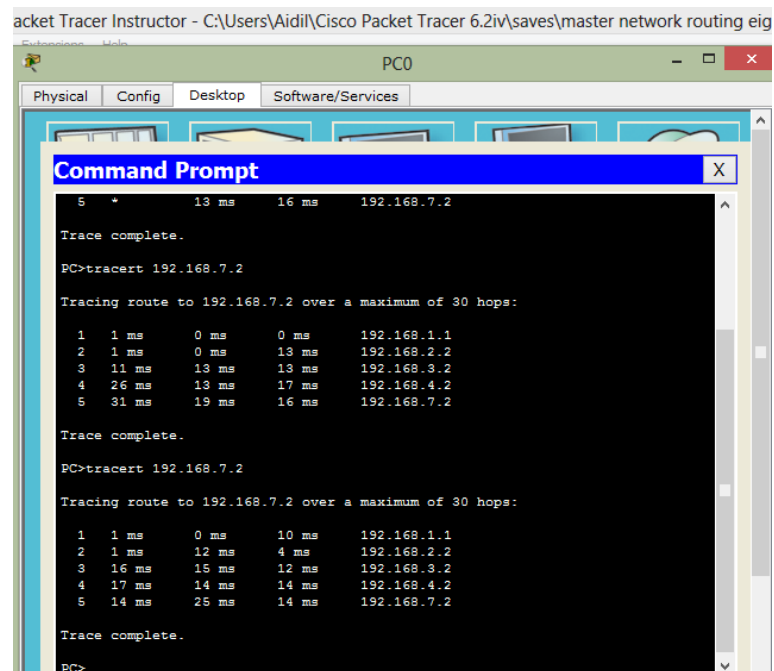 acket Tracer Instructor - C:\Users\Aidil\Cisco Packet Tracer 6.2iv\saves\master network routing eig
Extensions Help
PC0
Physical Config Desktop Software/Services
Command Prompt X
5 * 13 ms 16 ms 192.168.7.2
Trace complete.
PC>tracert 192.168.7.2
Tracing route to 192.168.7.2 over a maximum of 30 hops:
1 1 ms 0 ms 0 ms 192.168.1.1
2 1 ms 0 ms 13 ms 192.168.2.2
3 11 ms 13 ms 13 ms 192.168.3.2
4 26 ms 13 ms 17 ms 192.168.4.2
5 31 ms 19 ms 16 ms 192.168.7.2
Trace complete.
PC>tracert 192.168.7.2
Tracing route to 192.168.7.2 over a maximum of 30 hops:
1 1 ms 0 ms 10 ms 192.168.1.1
2 1 ms 12 ms 4 ms 192.168.2.2
3 16 ms 15 ms 12 ms 192.168.3.2
4 17 ms 14 ms 14 ms 192.168.4.2
5 14 ms 25 ms 14 ms 192.168.7.2
Trace complete.
PC>